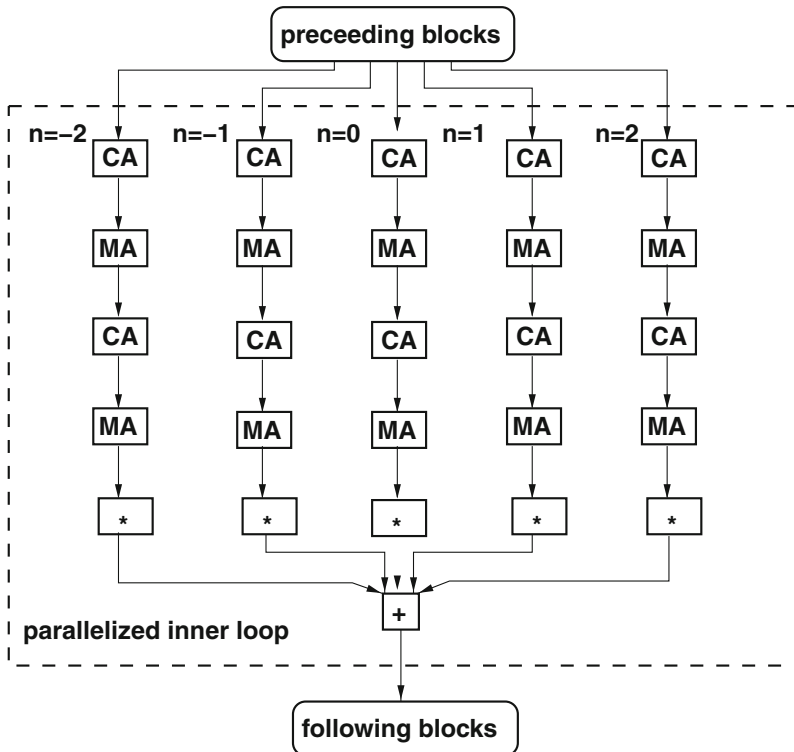 preceeding blocks
n=−2 n=−1 n=0 n=1 n=2
CA CA CA CA CA
MA MA MA MA MA
CA CA CA CA CA
MA MA MA MA MA
* * * * *
+
parallelized inner loop
following blocks